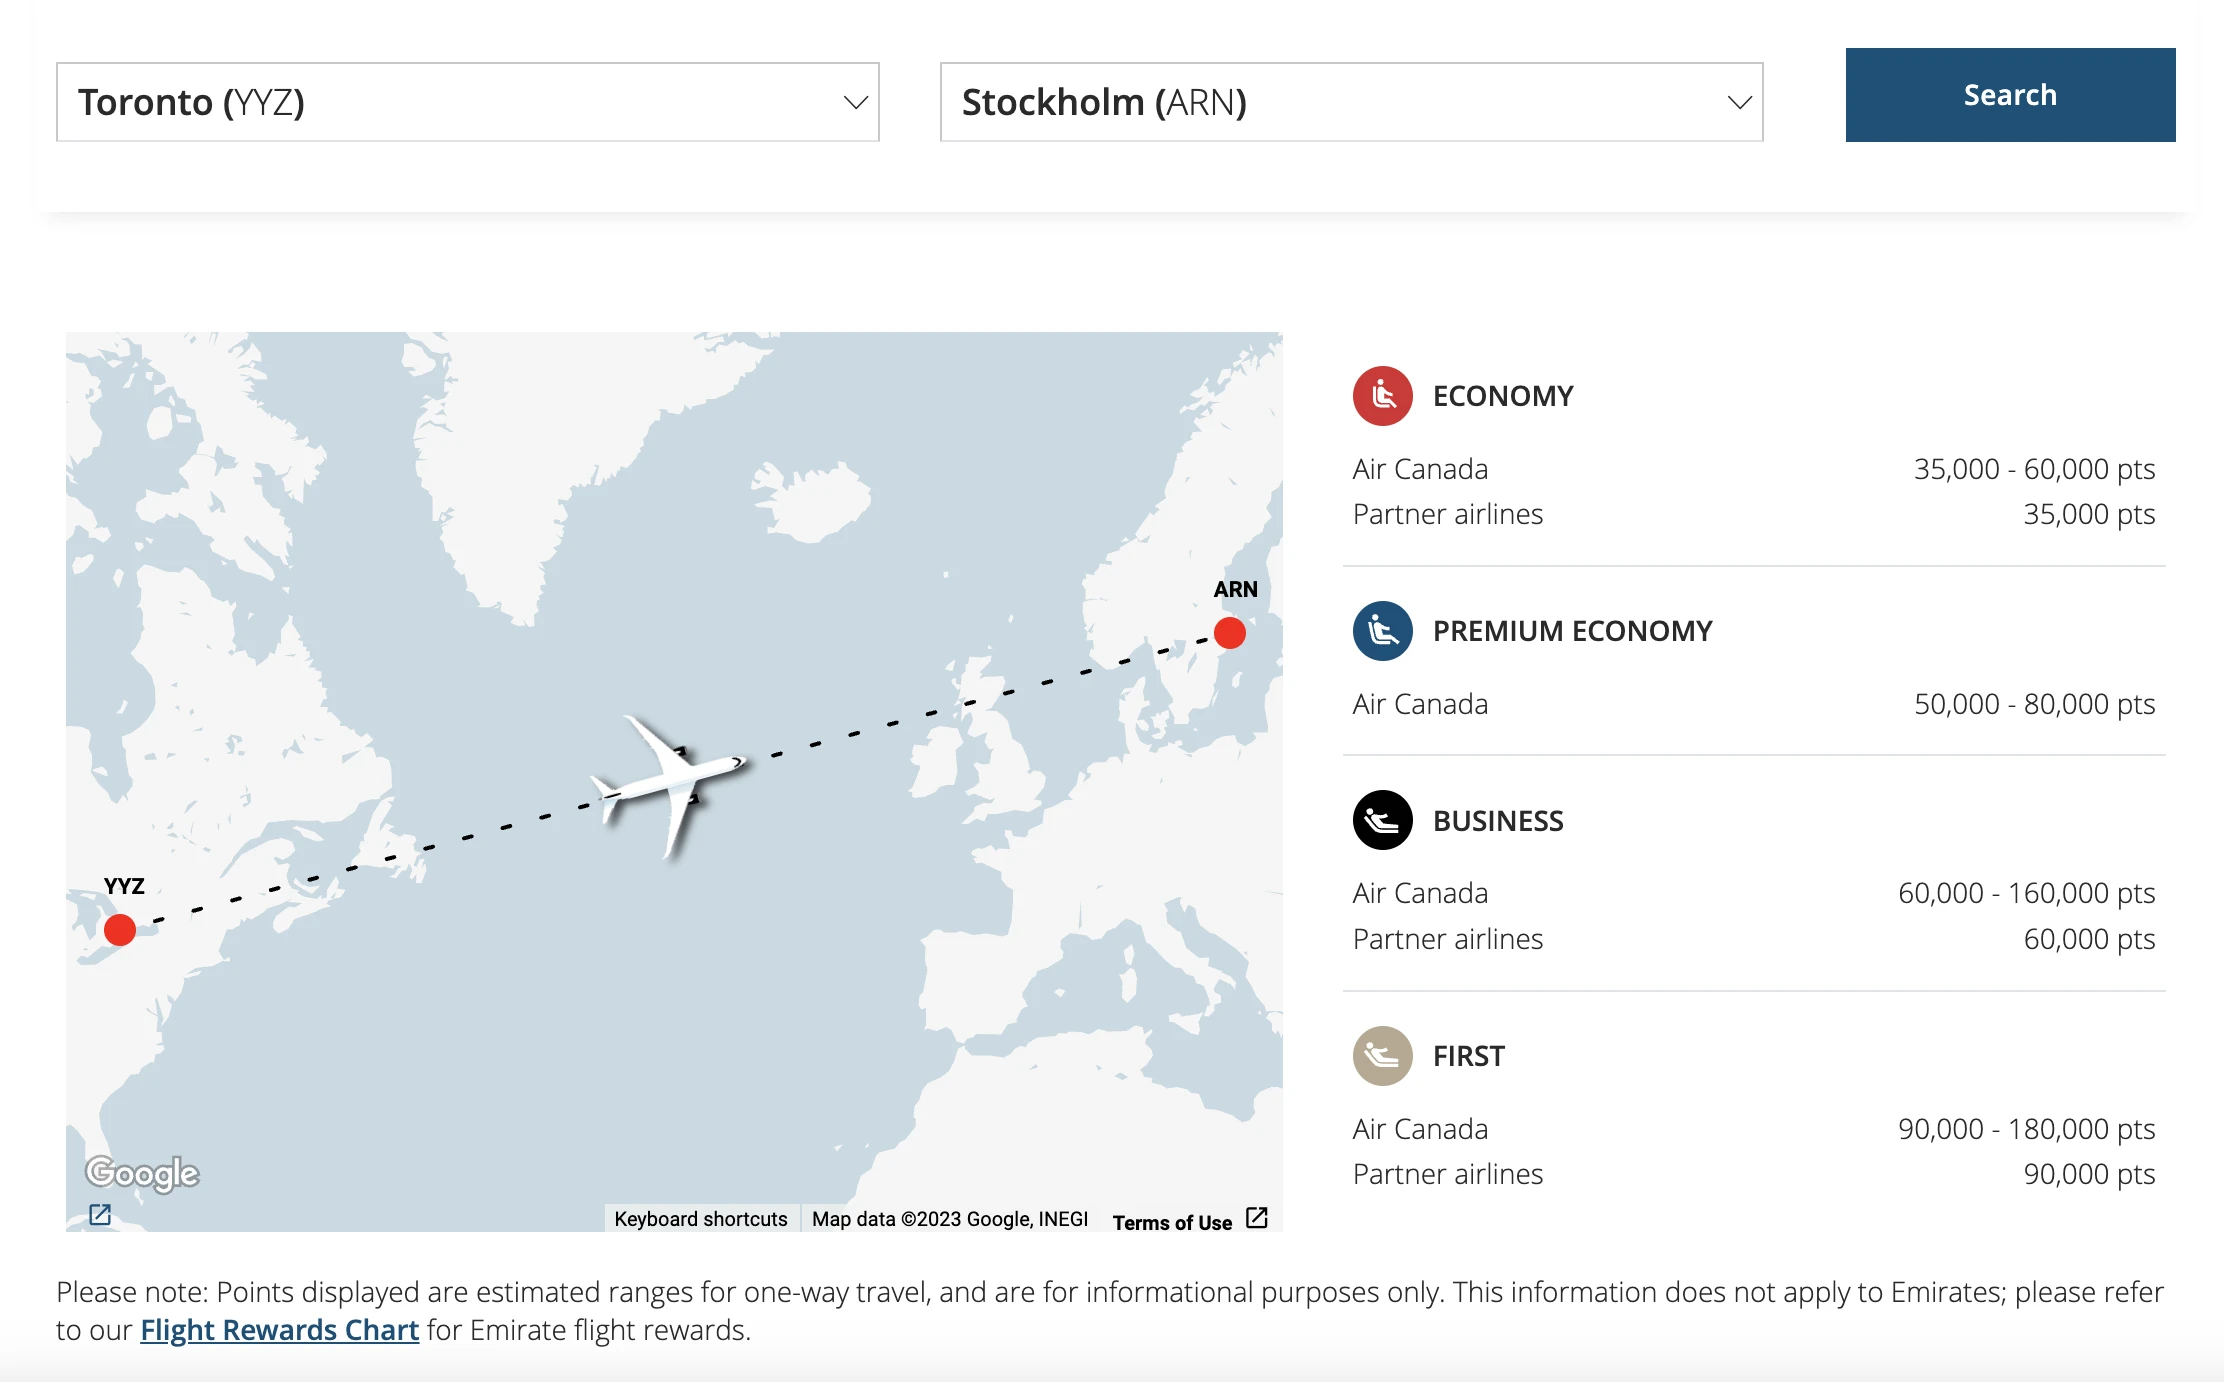 Toronto (YYZ)
Stockholm (ARN)
Search
ARN
YYZ
Google
Keyboard shortcuts
Map data ©2023 Google, INEGI
Terms of Use
ECONOMY
Air Canada 35,000 - 60,000 pts
Partner airlines 35,000 pts
PREMIUM ECONOMY
Air Canada 50,000 - 80,000 pts
BUSINESS
Air Canada 60,000 - 160,000 pts
Partner airlines 60,000 pts
FIRST
Air Canada 90,000 - 180,000 pts
Partner airlines 90,000 pts
Please note: Points displayed are estimated ranges for one-way travel, and are for informational purposes only. This information does not apply to Emirates; please refer
to our Flight Rewards Chart for Emirate flight rewards.